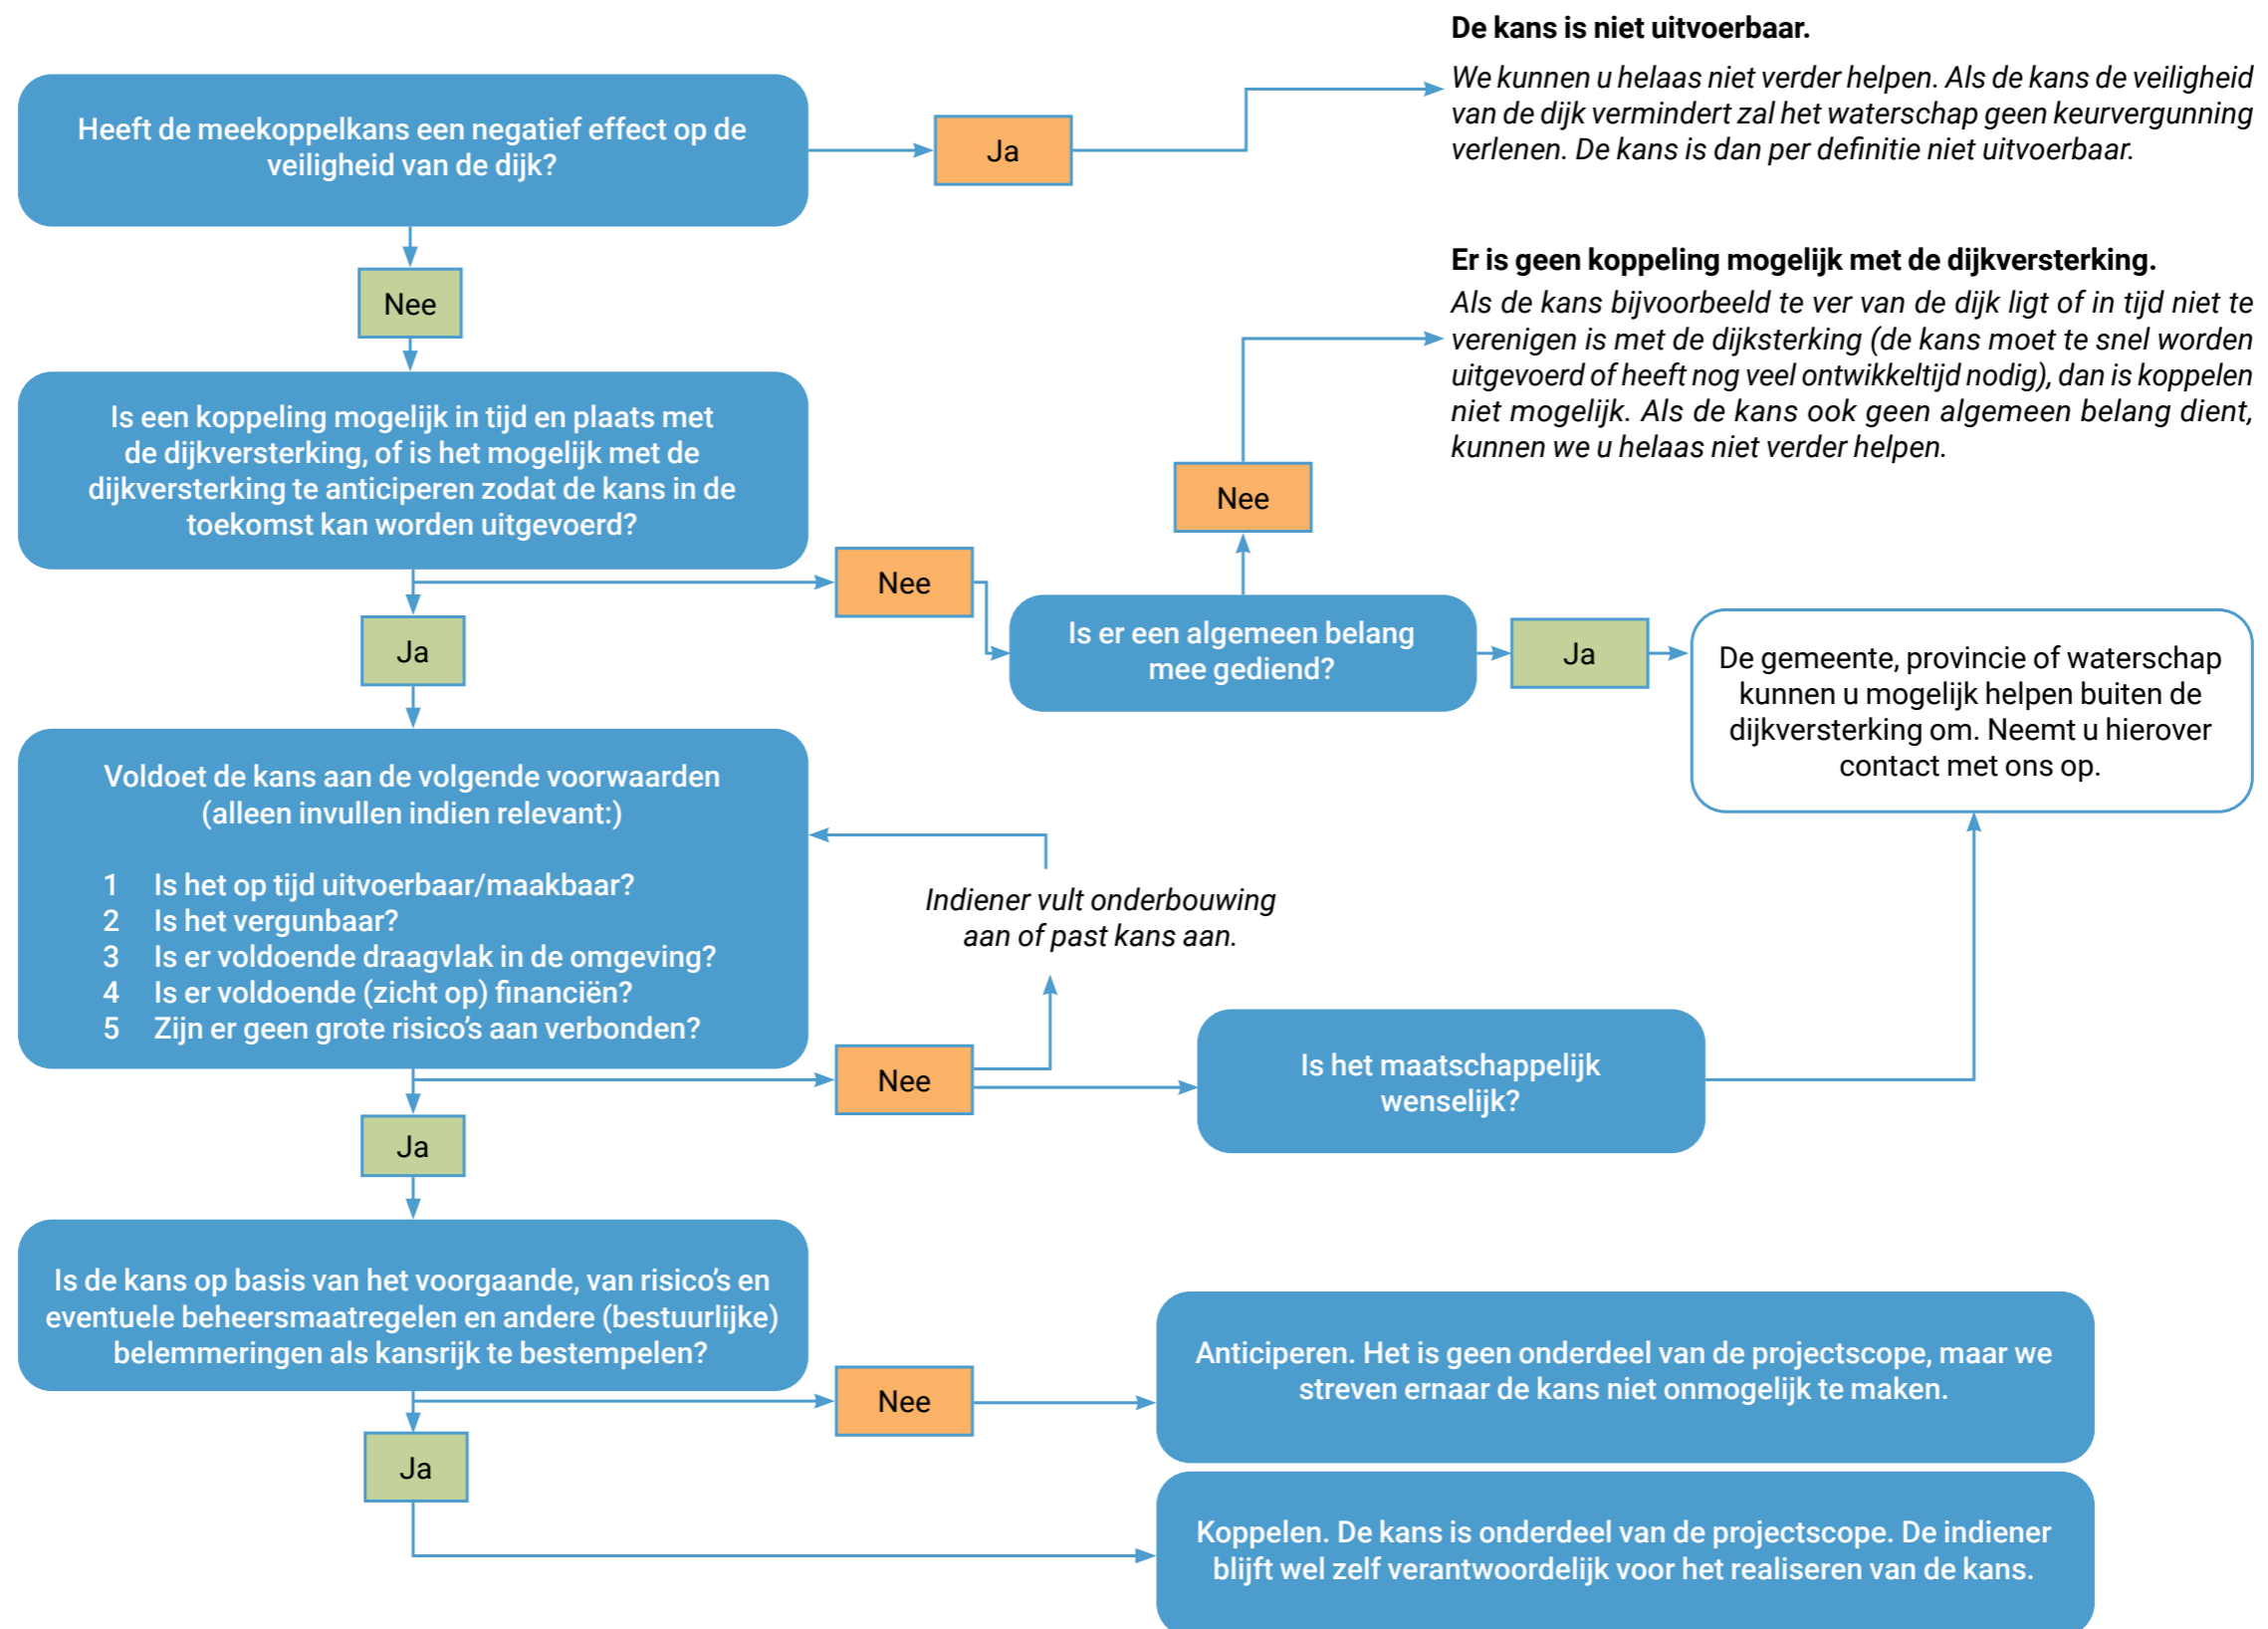 De kans is niet uitvoerbaar.
We kunnen u helaas niet verder helpen. Als de kans de veiligheid
van de dijk vermindert zal het waterschap geen keurvergunning
verlenen. De kans is dan per definitie niet uitvoerbaar.
Heeft de meekoppelkans een negatief effect op de
veiligheid van de dijk?
Ja
Nee
Er is geen koppeling mogelijk met de dijkversterking.
Als de kans bijvoorbeeld te ver van de dijk ligt of in tijd niet te
verenigen is met de dijksterking (de kans moet te snel worden
uitgevoerd of heeft nog veel ontwikkeltijd nodig), dan is koppelen
niet mogelijk. Als de kans ook geen algemeen belang dient,
kunnen we u helaas niet verder helpen.
Is een koppeling mogelijk in tijd en plaats met
de dijkversterking, of is het mogelijk met de
dijkversterking te anticiperen zodat de kans in de
toekomst kan worden uitgevoerd?
Nee
Nee
Ja
Is er een algemeen belang
mee gediend?
Ja
De gemeente, provincie of waterschap
kunnen u mogelijk helpen buiten de
dijkversterking om. Neemt u hierover
contact met ons op.
Voldoet de kans aan de volgende voorwaarden
(alleen invullen indien relevant:)
1 Is het op tijd uitvoerbaar/maakbaar?
2 Is het vergunbaar?
3 Is er voldoende draagvlak in de omgeving?
4 Is er voldoende (zicht op) financiën?
5 Zijn er geen grote risico's aan verbonden?
Indiener vult onderbouwing
aan of past kans aan.
Nee
Is het maatschappelijk
wenselijk?
Ja
Is de kans op basis van het voorgaande, van risico's en
eventuele beheersmaatregelen en andere (bestuurlijke)
belemmeringen als kansrijk te bestempelen?
Nee
Anticiperen. Het is geen onderdeel van de projectscope, maar we
streven ernaar de kans niet onmogelijk te maken.
Ja
Koppelen. De kans is onderdeel van de projectscope. De indiener
blijft wel zelf verantwoordelijk voor het realiseren van de kans.